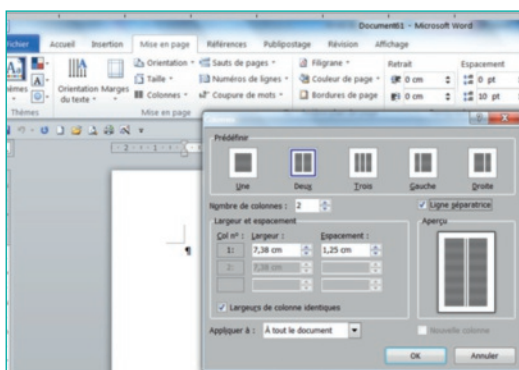 Document61 - Microsoft Word
Fichier Accueil Insertion Mise en page Références Publipostage Révision Affichage
Orientation du texte
Marges
Orientation
Taille
Colonnes
Sauts de pages
Numéros de lignes
Coupure de mots
Filigrane
Couleur de page
Bordures de page
Retrait
0 cm
0 cm
Espacement
0 pt
10 pt
Thèmes
Mise en page
Prédéfinir
Une Deux Trois Gauche Droite
Nombre de colonnes : 2
Ligne séparatrice
Largeur et espacement
Aperçu
Col n° : Largeur : Espacement :
1: 7,38 cm 1,25 cm
2: 7,38 cm
Largeurs de colonne identiques
Appliquer à : À tout le document
Nouvelle colonne
OK Annuler